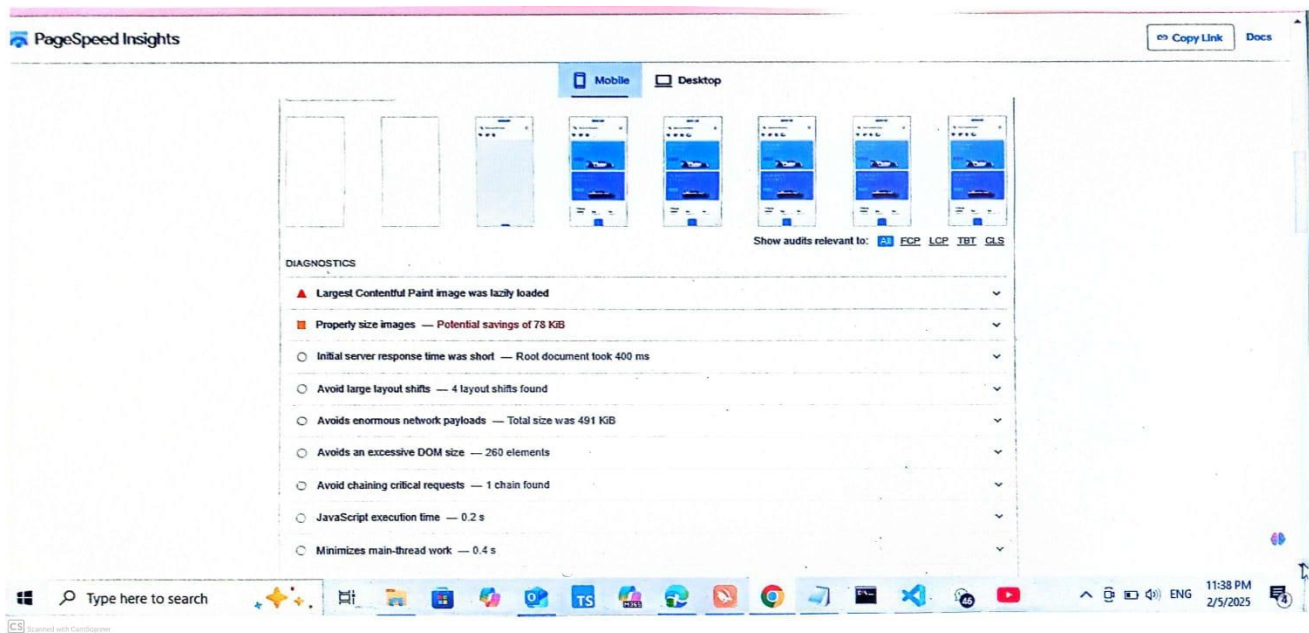 PageSpeed Insights
Copy Link
Docs
Mobile
Desktop
Show audits relevant to: All FCP LCP TBT CLS
DIAGNOSTICS
Largest Contentful Paint image was lazily loaded
Properly size images — Potential savings of 78 KiB
Initial server response time was short — Root document took 400 ms
Avoid large layout shifts — 4 layout shifts found
Avoids enormous network payloads — Total size was 491 KiB
Avoids an excessive DOM size — 260 elements
Avoid chaining critical requests — 1 chain found
JavaScript execution time — 0.2 s
Minimizes main-thread work — 0.4 s
Type here to search
TS
M365
46
ENG
11:38 PM
2/5/2025
4
CS Scanned with CamScanner